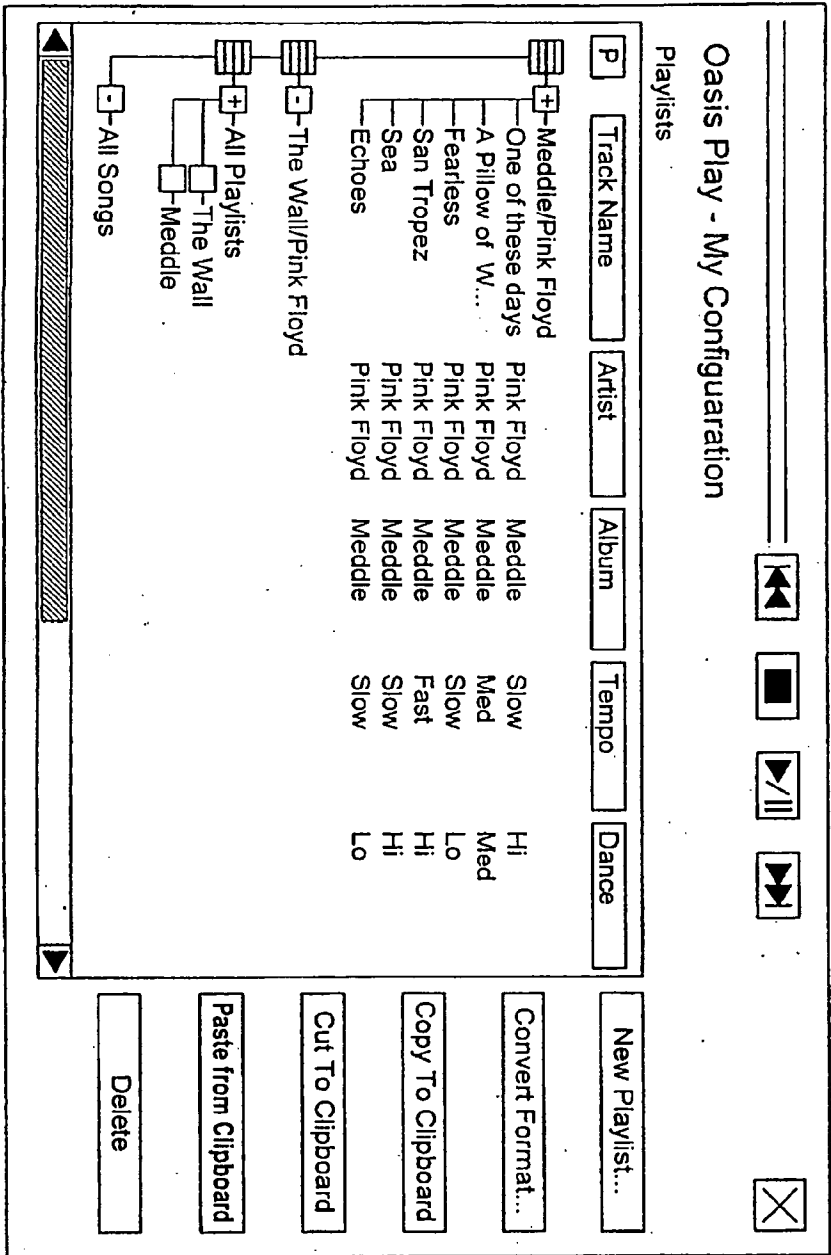 Oasis Play - My Configuaration
Playlists
P Track Name Artist Album Tempo Dance
+ Meddle/Pink Floyd
One of these days Pink Floyd Meddle Slow Hi
A Pillow of W... Pink Floyd Meddle Med Med
Fearless Pink Floyd Meddle Slow Lo
San Tropez Pink Floyd Meddle Fast Hi
Sea Pink Floyd Meddle Slow Hi
Echoes Pink Floyd Meddle Slow Lo
- The Wall/Pink Floyd
+ All Playlists
The Wall
Meddle
- All Songs
New Playlist...
Convert Format...
Copy To Clipboard
Cut To Clipboard
Paste from Clipboard
Delete